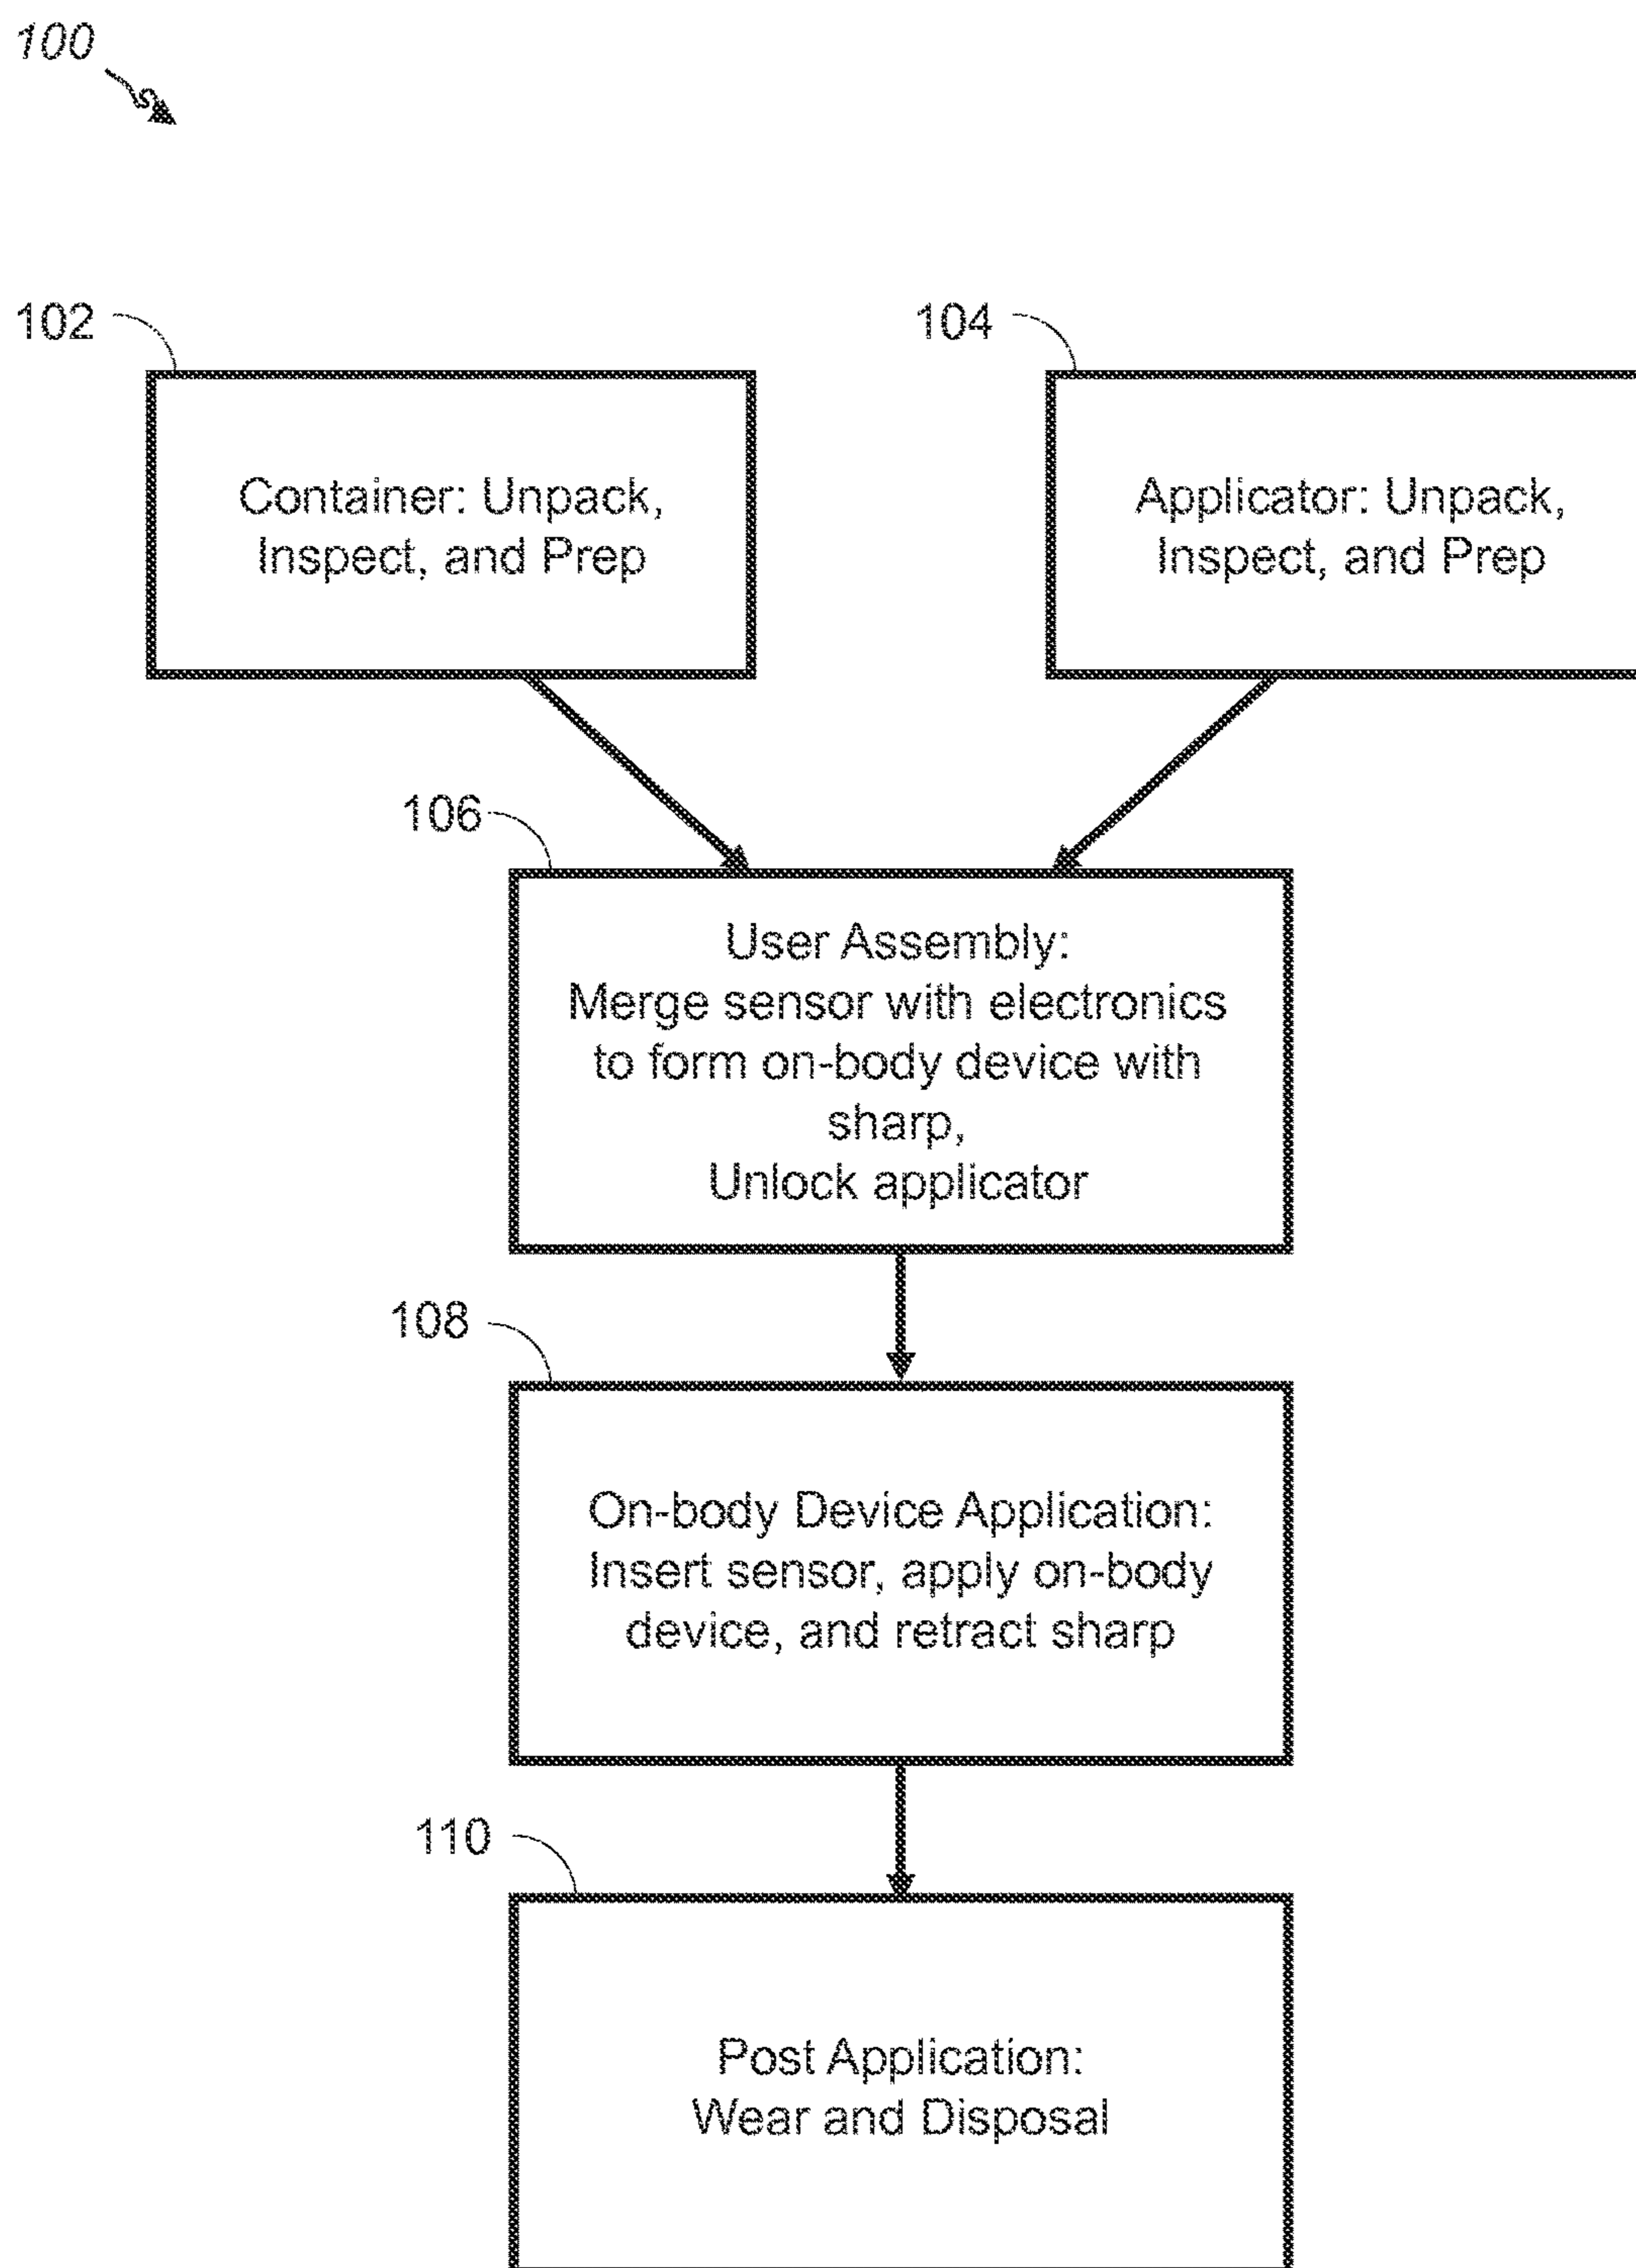 100
102
104
Container: Unpack,
Inspect, and Prep
Applicator: Unpack,
Inspect, and Prep
106
User Assembly:
Merge sensor with electronics
to form on-body device with
sharp,
Unlock applicator
108
On-body Device Application:
Insert sensor, apply on-body
device, and retract sharp
110
Post Application:
Wear and Disposal